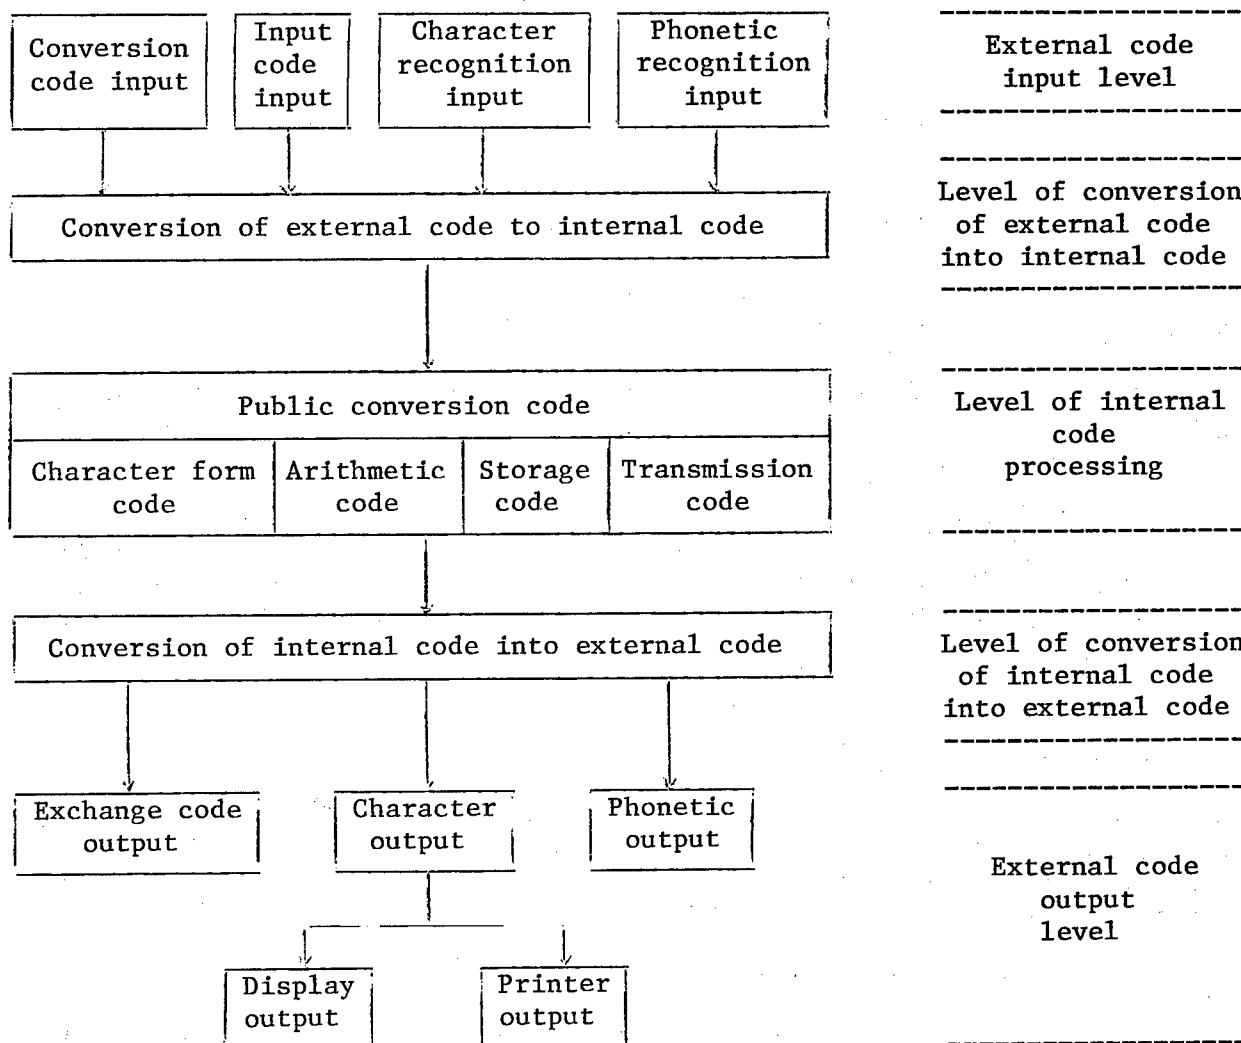 Conversion
code input
Input
code
input
Character
recognition
input
Phonetic
recognition
input
External code
input level
Conversion of external code to internal code
Level of conversion
of external code
into internal code
Public conversion code
Character form
code
Arithmetic
code
Storage
code
Transmission
code
Level of internal
code
processing
Conversion of internal code into external code
Level of conversion
of internal code
into external code
Exchange code
output
Character
output
Phonetic
output
External code
output
level
Display
output
Printer
output